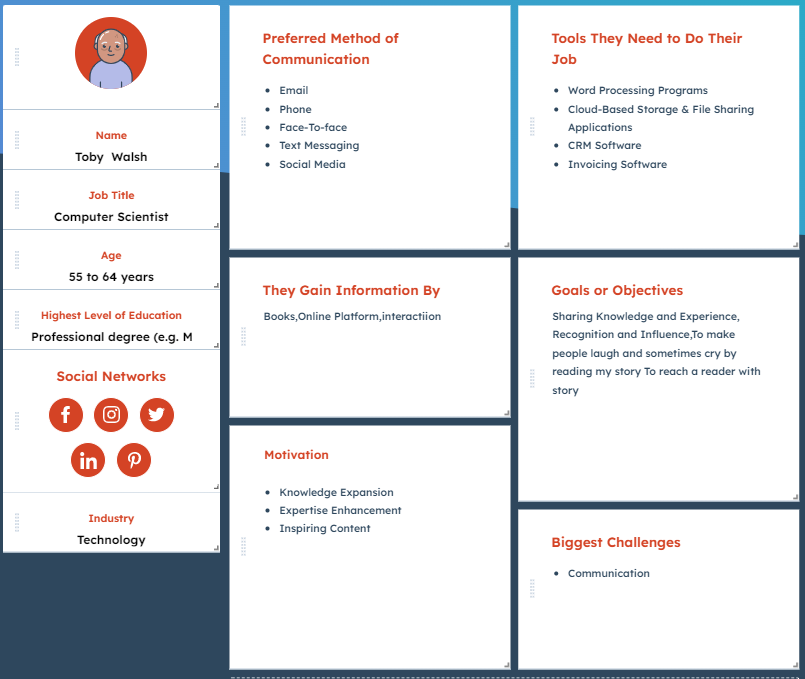 Name
Toby  Walsh
Job Title
Computer Scientist
Age
55 to 64 years
Highest Level of Education
Professional degree (e.g. M
Social Networks
Industry
Technology
Preferred Method of
Communication
• Email
• Phone
• Face-To-face
• Text Messaging
• Social Media
Tools They Need to Do Their
Job
• Word Processing Programs
• Cloud-Based Storage & File Sharing
Applications
• CRM Software
• Invoicing Software
They Gain Information By
Books,Online Platform,interactiion
Goals or Objectives
Sharing Knowledge and Experience,
Recognition and Influence,To make
people laugh and sometimes cry by
reading my story To reach a reader with
story
Motivation
• Knowledge Expansion
• Expertise Enhancement
• Inspiring Content
Biggest Challenges
• Communication